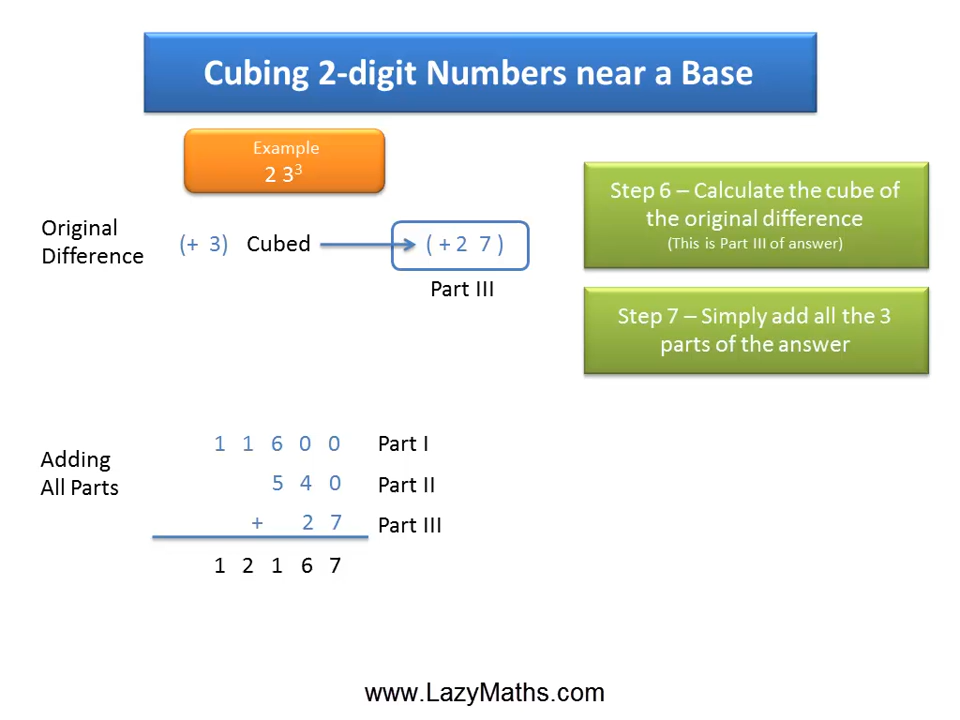 Cubing 2-digit Numbers near a Base
Example
2 3³
Original
Difference
(+ 3) Cubed
( + 2 7 )
Part III
Step 6 – Calculate the cube of
the original difference
(This is Part III of answer)
Step 7 – Simply add all the 3
parts of the answer
Adding
All Parts
1 1 6 0 0 Part I
5 4 0 Part II
+ 2 7 Part III
1 2 1 6 7
www.LazyMaths.com